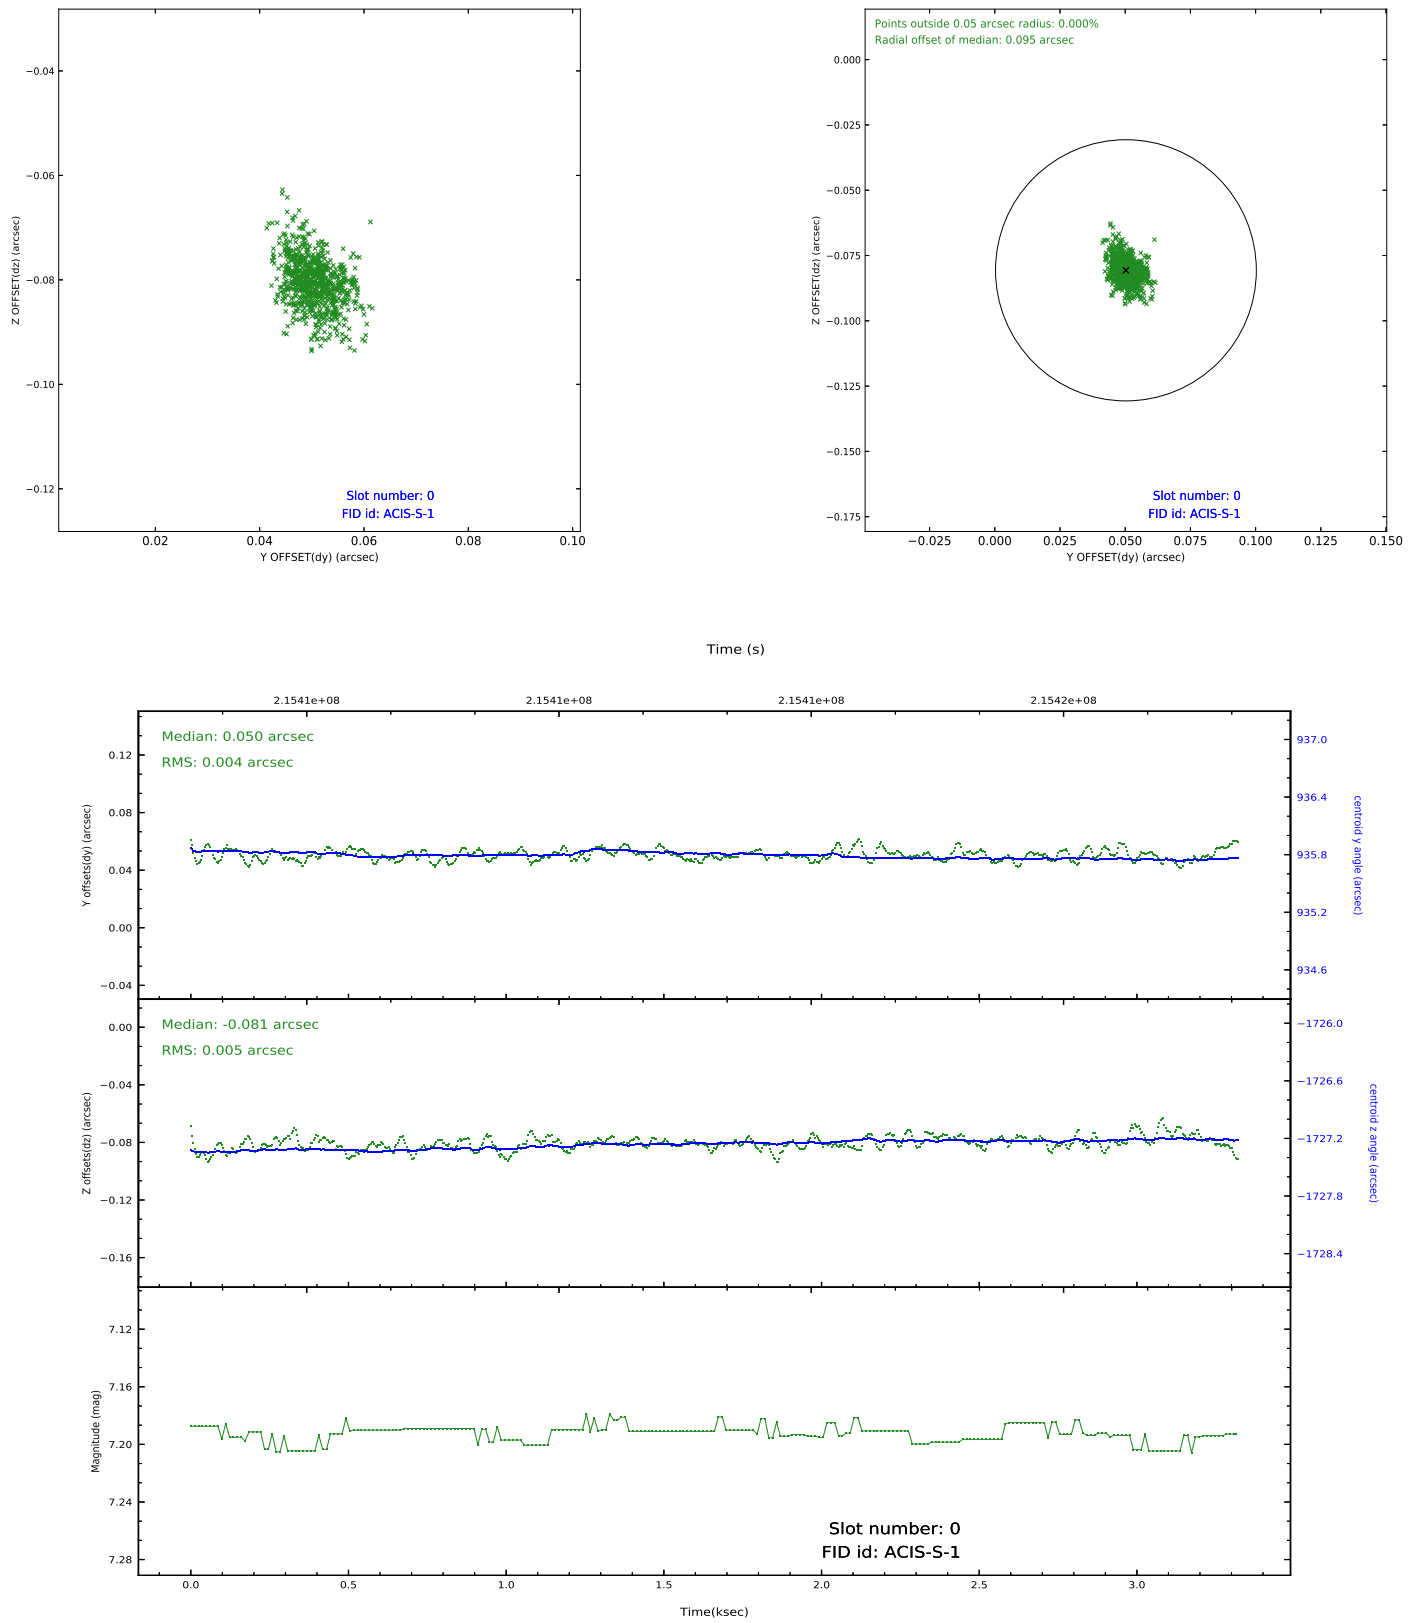 −0.04
−0.06
−0.08
−0.10
−0.12
Z OFFSET(dz) (arcsec)
Slot number: 0
FID id: ACIS-S-1
0.02
0.04
0.06
0.08
0.10
Y OFFSET(dy) (arcsec)
Points outside 0.05 arcsec radius: 0.000%
Radial offset of median: 0.095 arcsec
0.000
−0.025
−0.050
−0.075
−0.100
−0.125
−0.150
−0.175
Z OFFSET(dz) (arcsec)
Slot number: 0
FID id: ACIS-S-1
−0.025
0.000
0.025
0.050
0.075
0.100
0.125
0.150
Y OFFSET(dy) (arcsec)
Time (s)
2.1541e+08
2.1541e+08
2.1541e+08
2.1542e+08
Median: 0.050 arcsec
RMS: 0.004 arcsec
0.12
0.08
0.04
0.00
−0.04
Y offsets(dy) (arcsec)
937.0
936.4
935.8
935.2
934.6
centroid y angle (arcsec)
Median: -0.081 arcsec
RMS: 0.005 arcsec
0.00
−0.04
−0.08
−0.12
−0.16
Z offsets(dz) (arcsec)
−1726.0
−1726.6
−1727.2
−1727.8
−1728.4
centroid z angle (arcsec)
7.12
7.16
7.20
7.24
7.28
Magnitude (mag)
Slot number: 0
FID id: ACIS-S-1
0.0
0.5
1.0
1.5
2.0
2.5
3.0
Time(ksec)